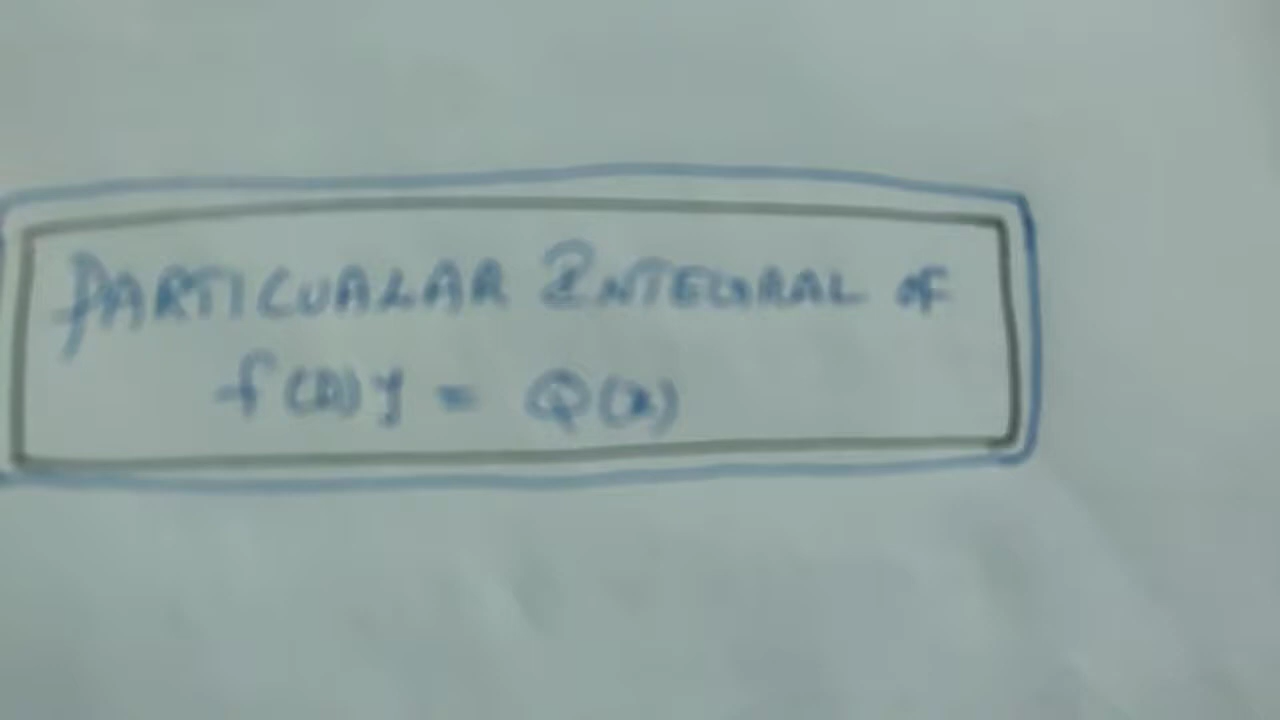 PARTICUALAR INTEGRAL OF
f(D)y = Q(x)